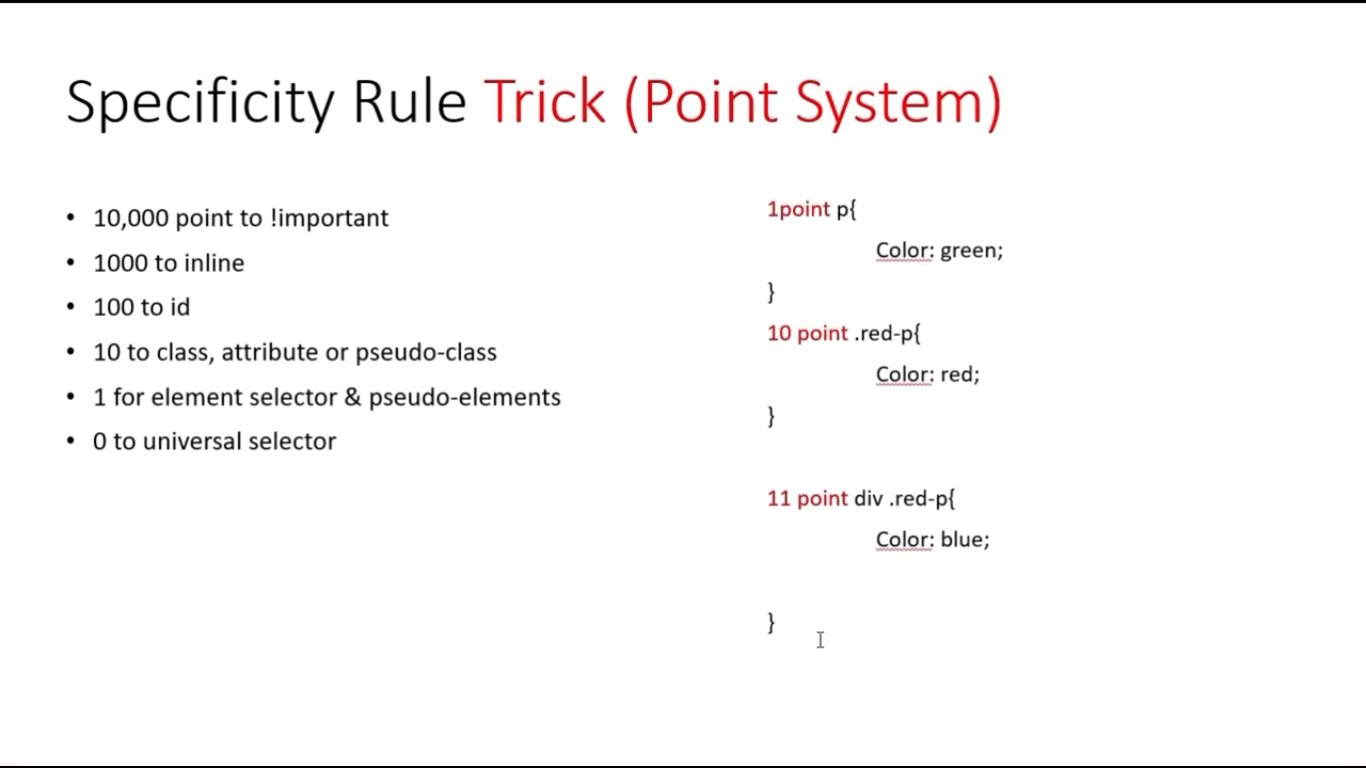 Specificity Rule Trick (Point System)
• 10,000 point to !important
• 1000 to inline
• 100 to id
• 10 to class, attribute or pseudo-class
• 1 for element selector & pseudo-elements
• 0 to universal selector
1point p{
Color: green;
}
10 point .red-p{
Color: red;
}
11 point div .red-p{
Color: blue;
}